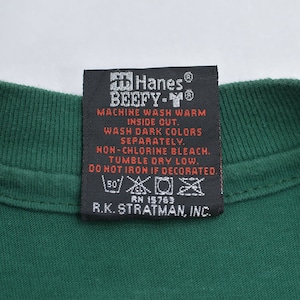 Hanes®
BEEFY-T®
MACHINE WASH WARM
INSIDE OUT.
WASH DARK COLORS
SEPARATELY.
NON-CHLORINE BLEACH.
TUMBLE DRY LOW.
DO NOT IRON IF DECORATED.
50
RN 15763
R.K. STRATMAN, INC.